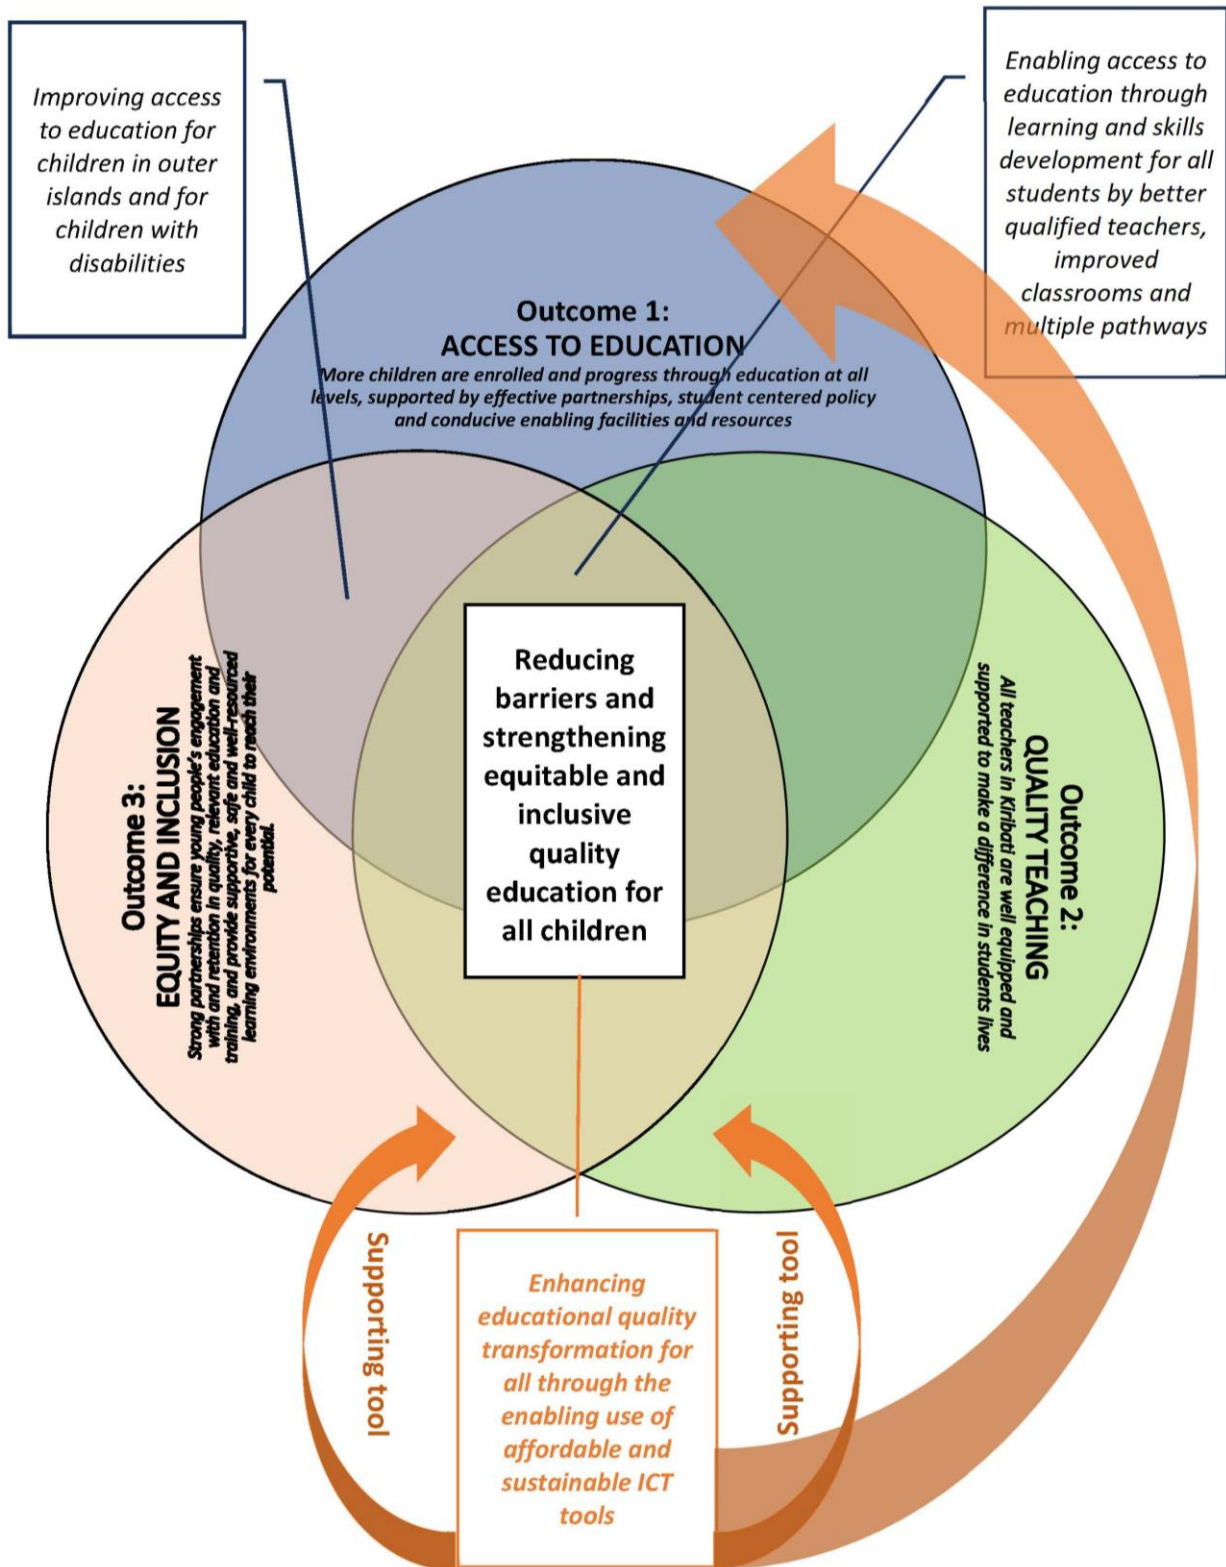 Improving access
to education for
children in outer
islands and for
children with
disabilities
Enabling access to
education through
learning and skills
development for all
students by better
qualified teachers,
improved
classrooms and
multiple pathways
Outcome 1:
ACCESS TO EDUCATION
More children are enrolled and progress through education at all
levels, supported by effective partnerships, student centered policy
and conducive enabling facilities and resources
Outcome 3:
EQUITY AND INCLUSION
Strong partnerships ensure young people's engagement
with and retention in quality, relevant education and
training, and provide supportive, safe and well-resourced
learning environments for every child to reach their
potential.
Reducing
barriers and
strengthening
equitable and
inclusive
quality
education for
all children
Outcome 2:
QUALITY TEACHING
All teachers in Kiribati are well equipped and
supported to make a difference in students lives
Supporting tool
Enhancing
educational quality
transformation for
all through the
enabling use of
affordable and
sustainable ICT
tools
Supporting tool